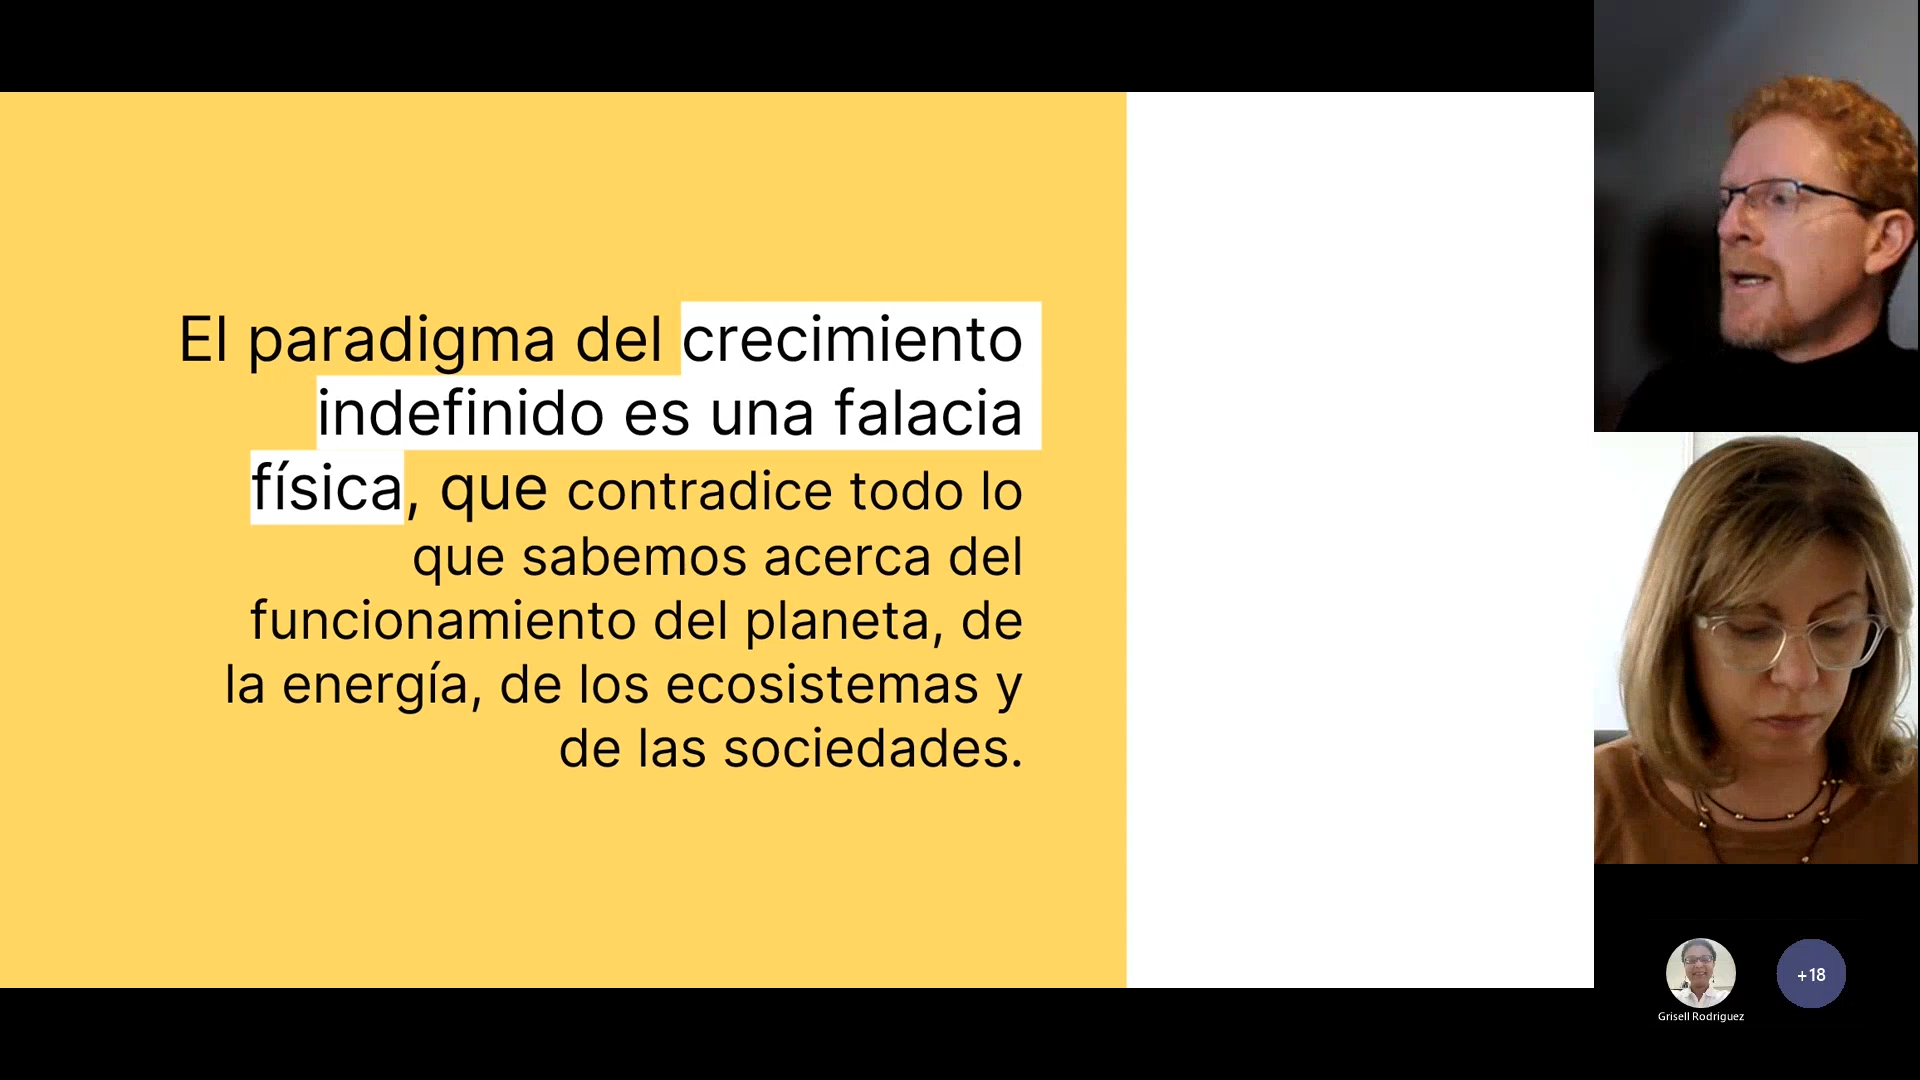 El paradigma del crecimiento
indefinido es una falacia
física, que contradice todo lo
que sabemos acerca del
funcionamiento del planeta, de
la energía, de los ecosistemas y
de las sociedades.
+18
Grisell Rodriguez